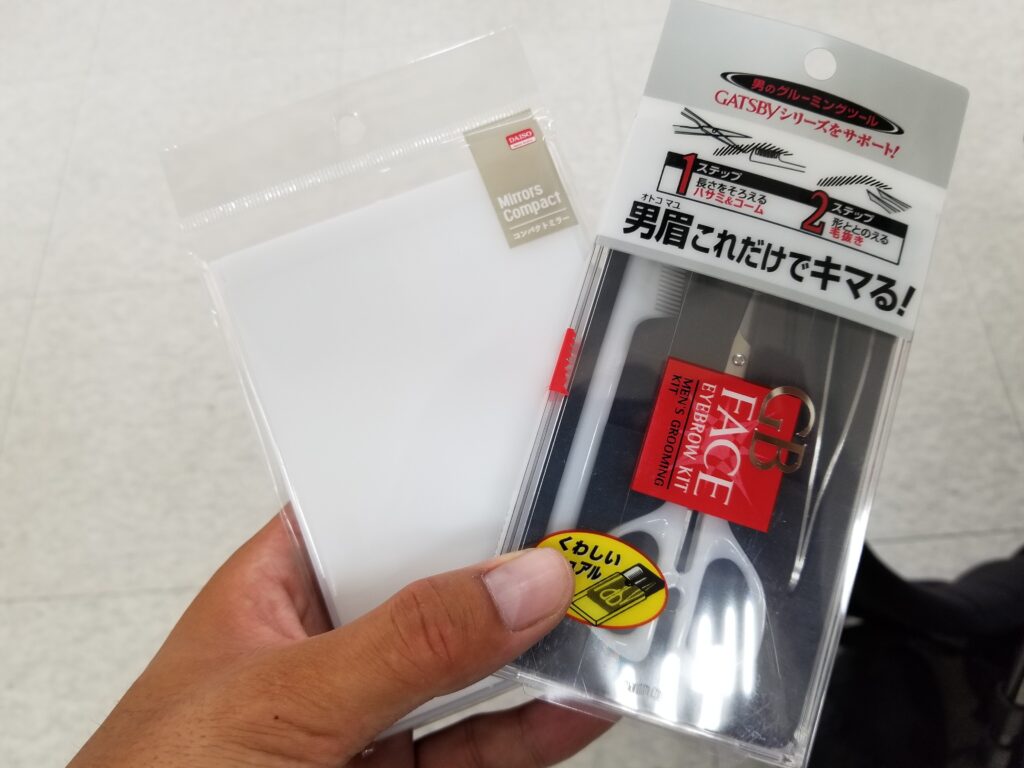 DAISO
Mirrors
Compact
コンパクトミラー
男のグルーミングツール
GATSBYシリーズをサポート!
1 ステップ
長さをそろえる
ハサミ&コーム
2 ステップ
形ととのえる
毛抜き
オトコ マユ
男眉これだけでキマる!
GB
FACE
EYEBROW KIT
MEN'S GROOMING
KIT
くわしい
ュアル